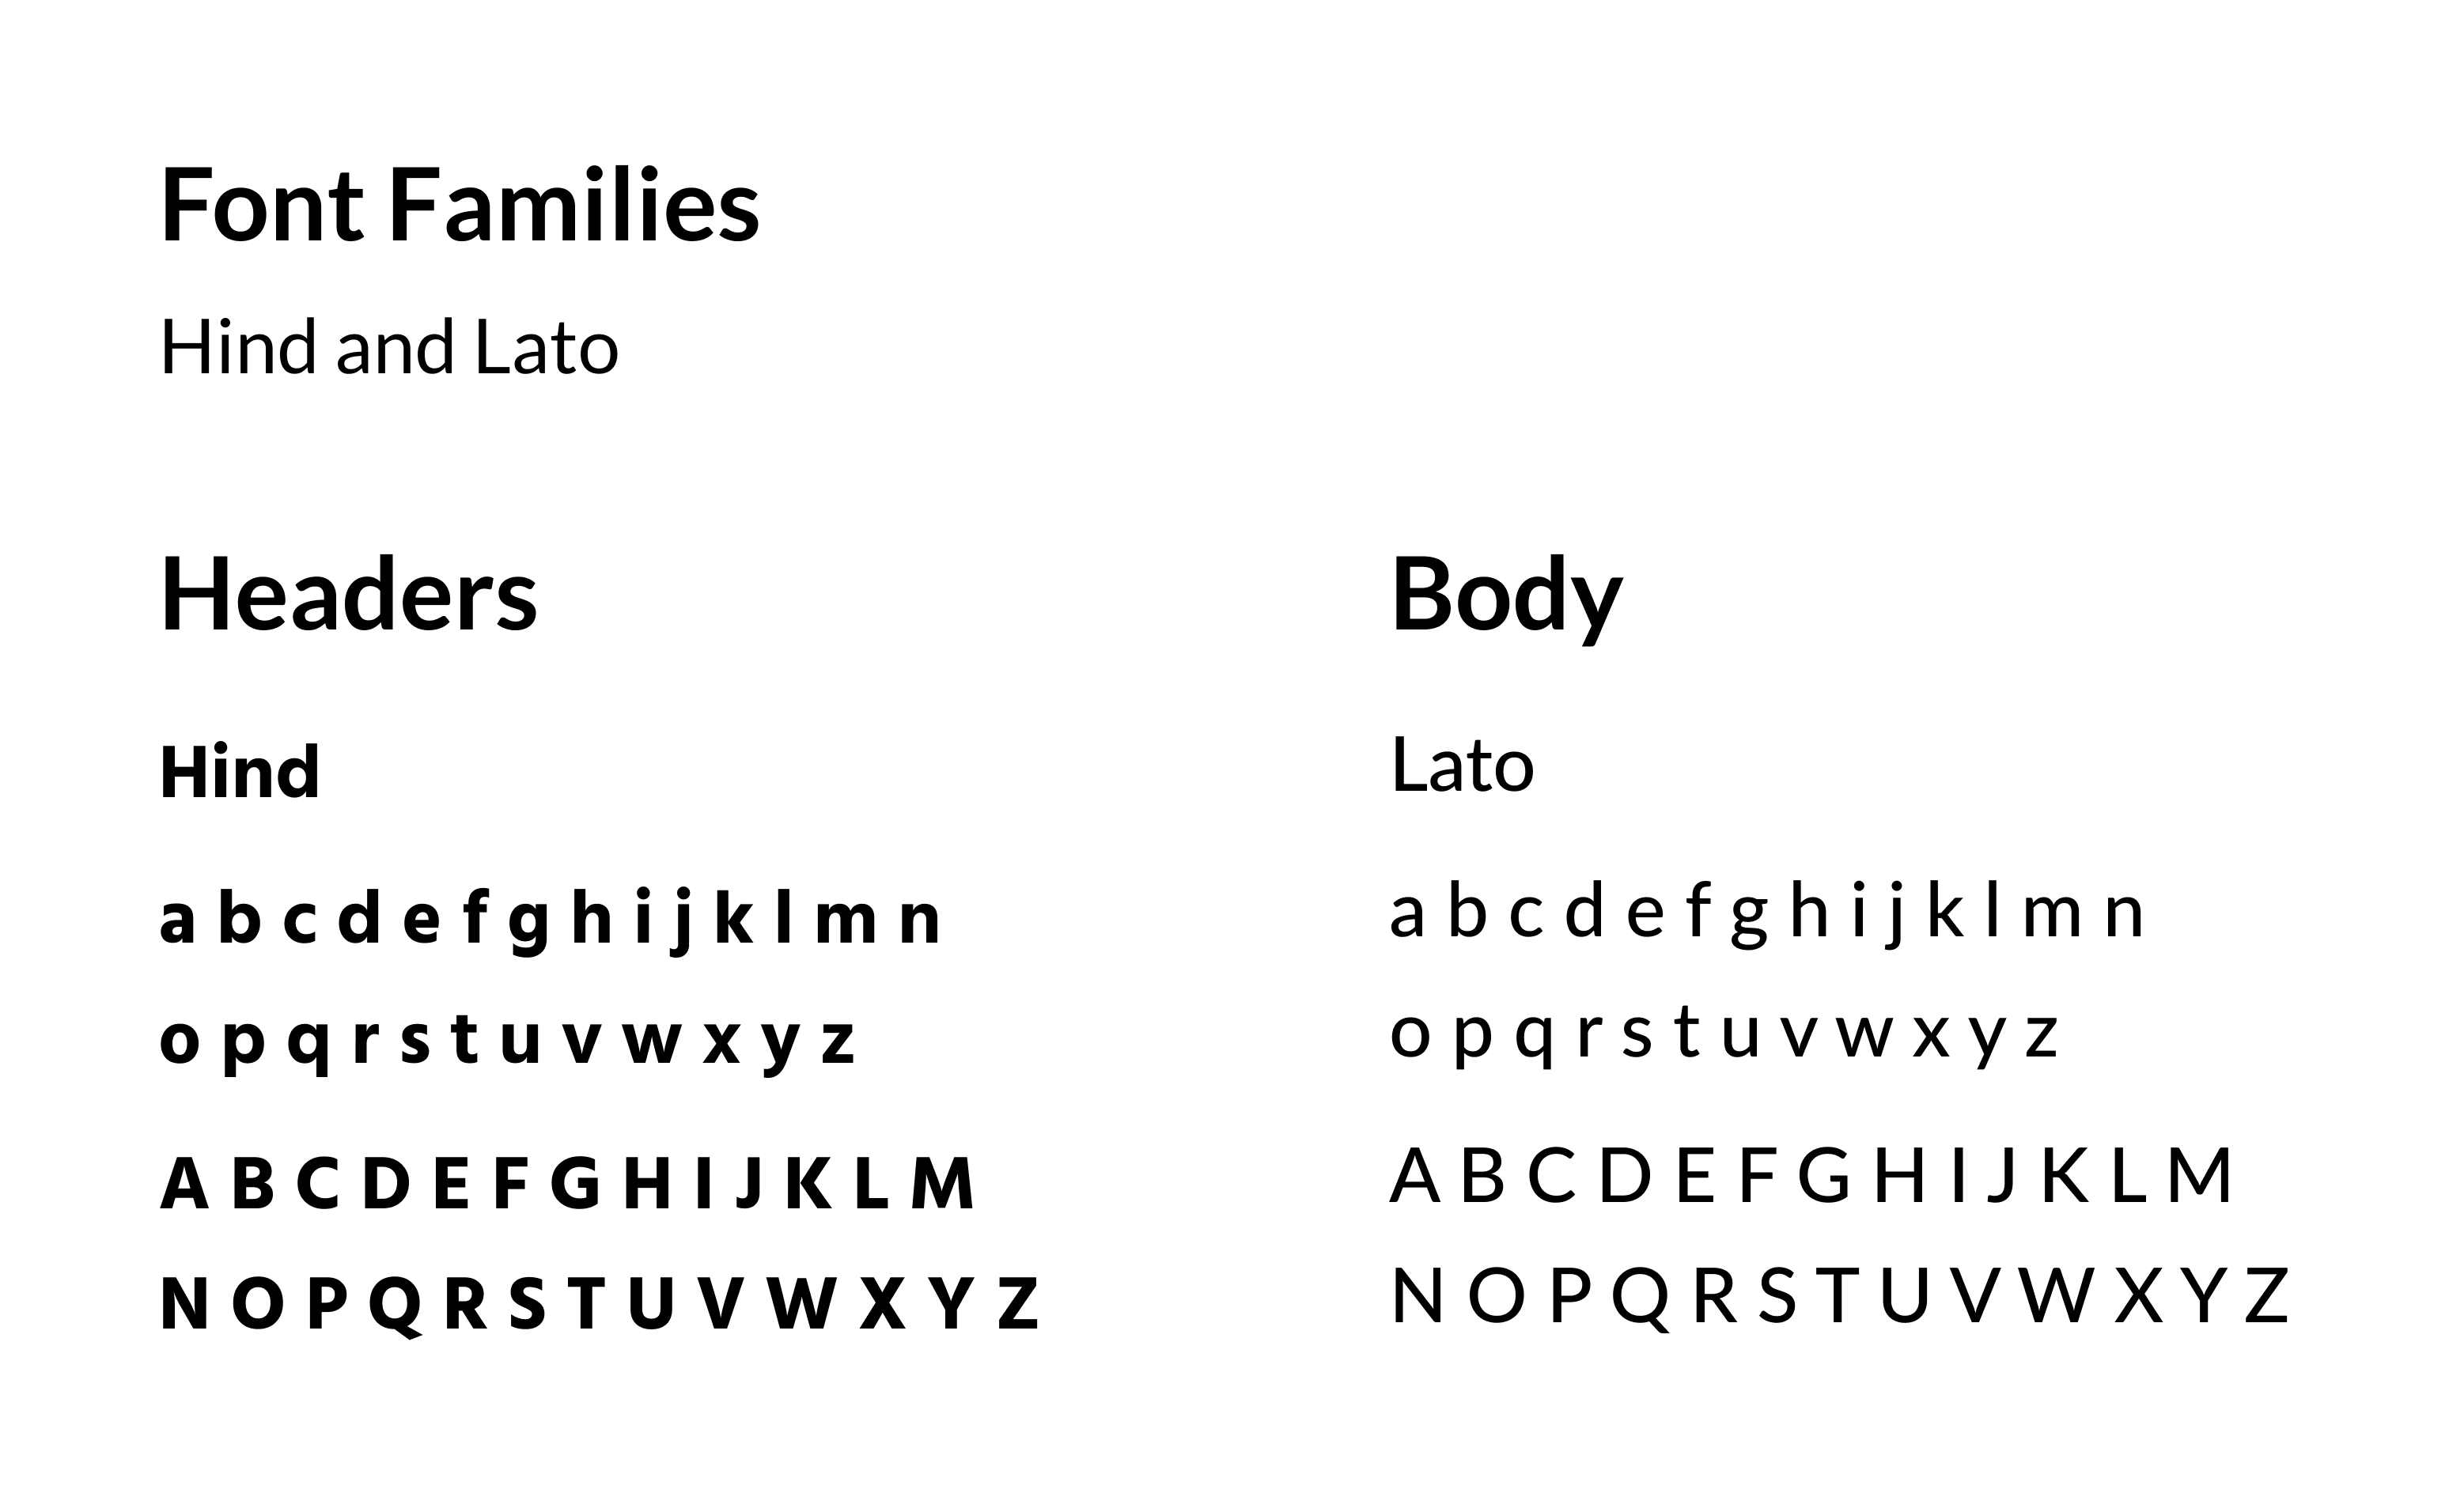 Font Families
Hind and Lato
Headers
Hind
a b c d e f g h i j k l m n
o p q r s t u v w x y z
A B C D E F G H I J K L M
N O P Q R S T U V W X Y Z
Body
Lato
a b c d e f g h i j k l m n
o p q r s t u v w x y z
A B C D E F G H I J K L M
N O P Q R S T U V W X Y Z